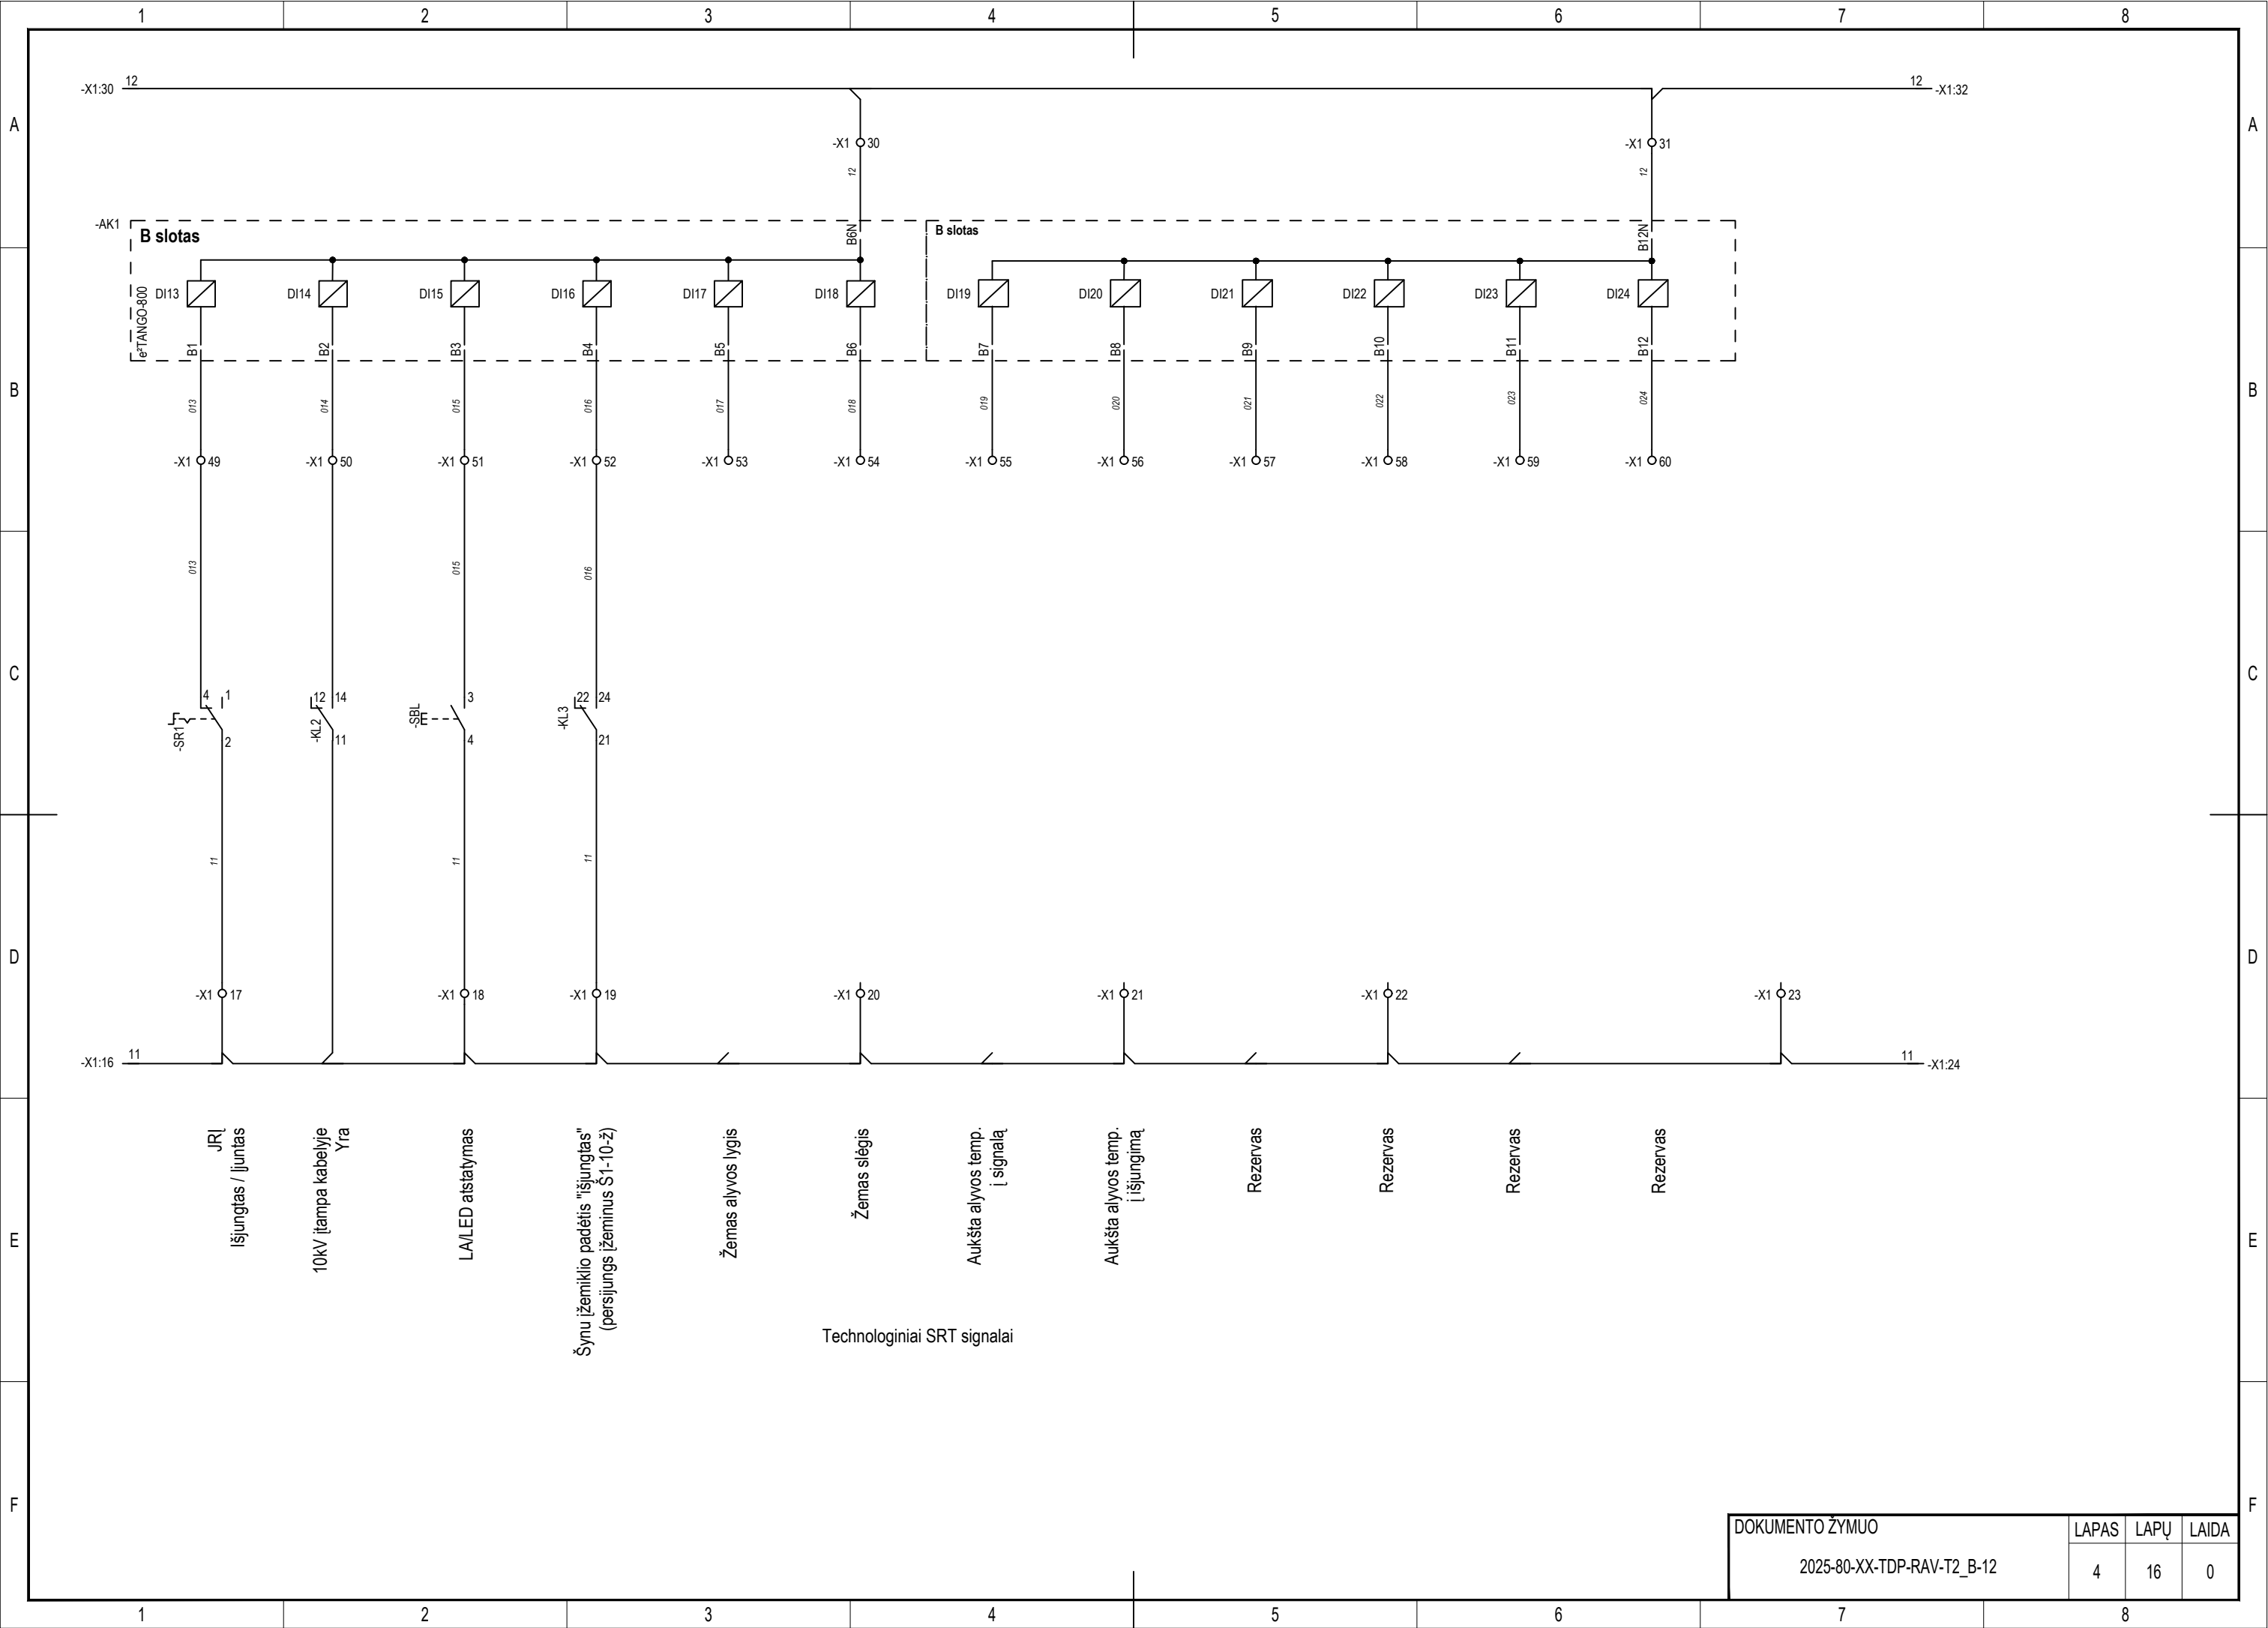 1 2 3 4 5 6 7 8
A A
B B
C C
D D
E E
F F
-X1:30 12
12 -X1:32
-X1 30
-X1 31
12
12
-AK1
B slotas
B6N
B slotas
B12N
e²TANGO-800
DI13
DI14
DI15
DI16
DI17
DI18
DI19
DI20
DI21
DI22
DI23
DI24
B1
B2
B3
B4
B5
B6
B7
B8
B9
B10
B11
B12
013
014
015
016
017
018
019
020
021
022
023
024
-X1 49
-X1 50
-X1 51
-X1 52
-X1 53
-X1 54
-X1 55
-X1 56
-X1 57
-X1 58
-X1 59
-X1 60
013
015
016
4 1
-SR1
2
12 14
-KL2
11
3
-SBL
4
22 24
-KL3
21
11
11
11
-X1 17
-X1 18
-X1 19
-X1 20
-X1 21
-X1 22
-X1 23
-X1:16 11
11 -X1:24
JRĮ
Išjungtas / Įjuntas
10kV įtampa kabelyje
Yra
LA/LED atstatymas
Šynu įžemiklio padėtis "išjungtas"
(persijungs įžeminus Š1-10-ž)
Žemas alyvos lygis
Žemas slėgis
Aukšta alyvos temp.
į signalą
Aukšta alyvos temp.
į išjungimą
Rezervas
Rezervas
Rezervas
Rezervas
Technologiniai SRT signalai
DOKUMENTO ŽYMUO
LAPAS LAPŲ LAIDA
2025-80-XX-TDP-RAV-T2_B-12
4 16 0
1 2 3 4 5 6 7 8